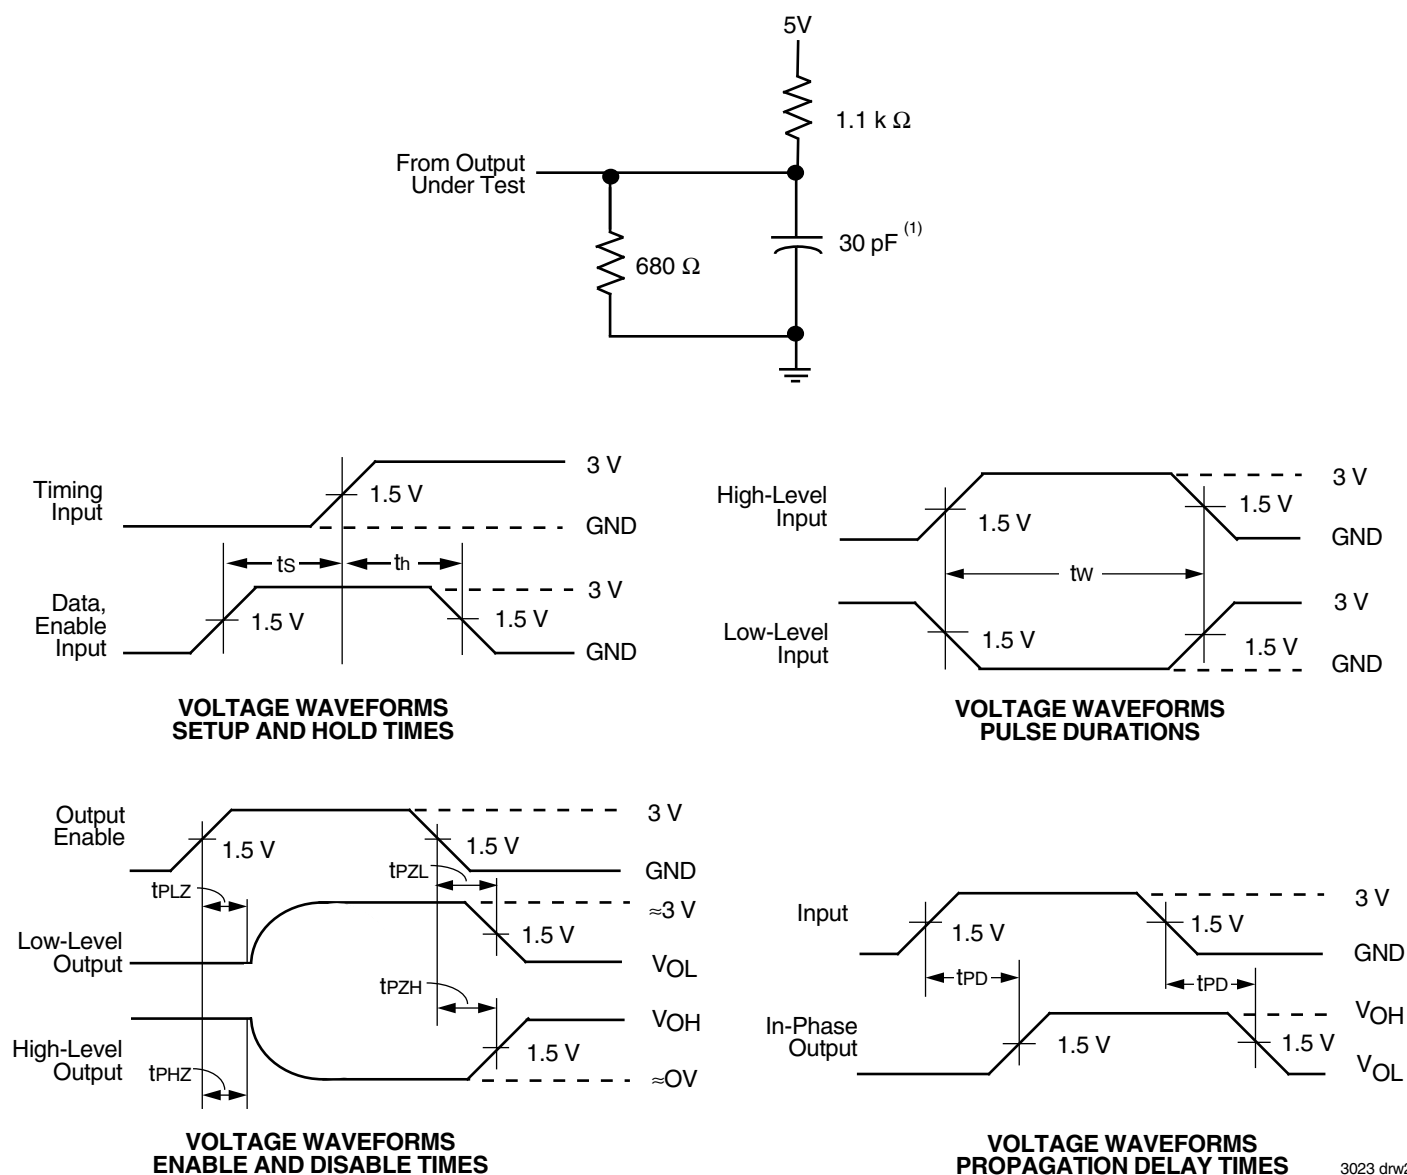 5V
1.1 k Ω
From Output
Under Test
30 pF (1)
680 Ω
Timing
Input
3 V
1.5 V
GND
tS
th
Data,
Enable
Input
3 V
1.5 V
1.5 V
GND
VOLTAGE WAVEFORMS
SETUP AND HOLD TIMES
High-Level
Input
3 V
1.5 V
1.5 V
GND
tW
Low-Level
Input
3 V
1.5 V
1.5 V
GND
VOLTAGE WAVEFORMS
PULSE DURATIONS
Output
Enable
3 V
1.5 V
1.5 V
GND
tPLZ
tPZL
Low-Level
Output
≈3 V
1.5 V
VOL
tPZH
High-Level
Output
VOH
1.5 V
≈OV
tPHZ
VOLTAGE WAVEFORMS
ENABLE AND DISABLE TIMES
Input
3 V
1.5 V
1.5 V
GND
tPD
tPD
In-Phase
Output
VOH
1.5 V
1.5 V
VOL
VOLTAGE WAVEFORMS
PROPAGATION DELAY TIMES
3023 drw